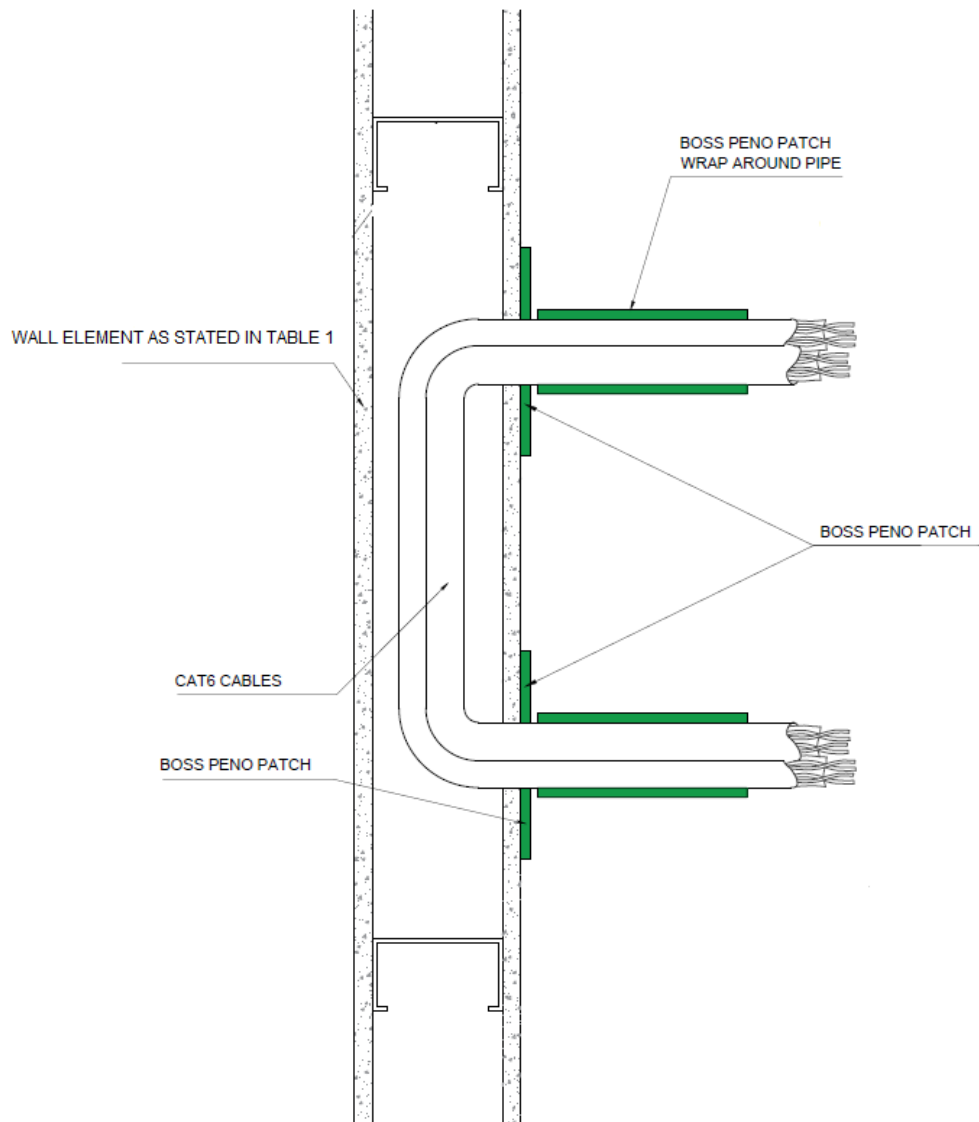 BOSS PENO PATCH
WRAP AROUND PIPE
WALL ELEMENT AS STATED IN TABLE 1
BOSS PENO PATCH
CAT6 CABLES
BOSS PENO PATCH